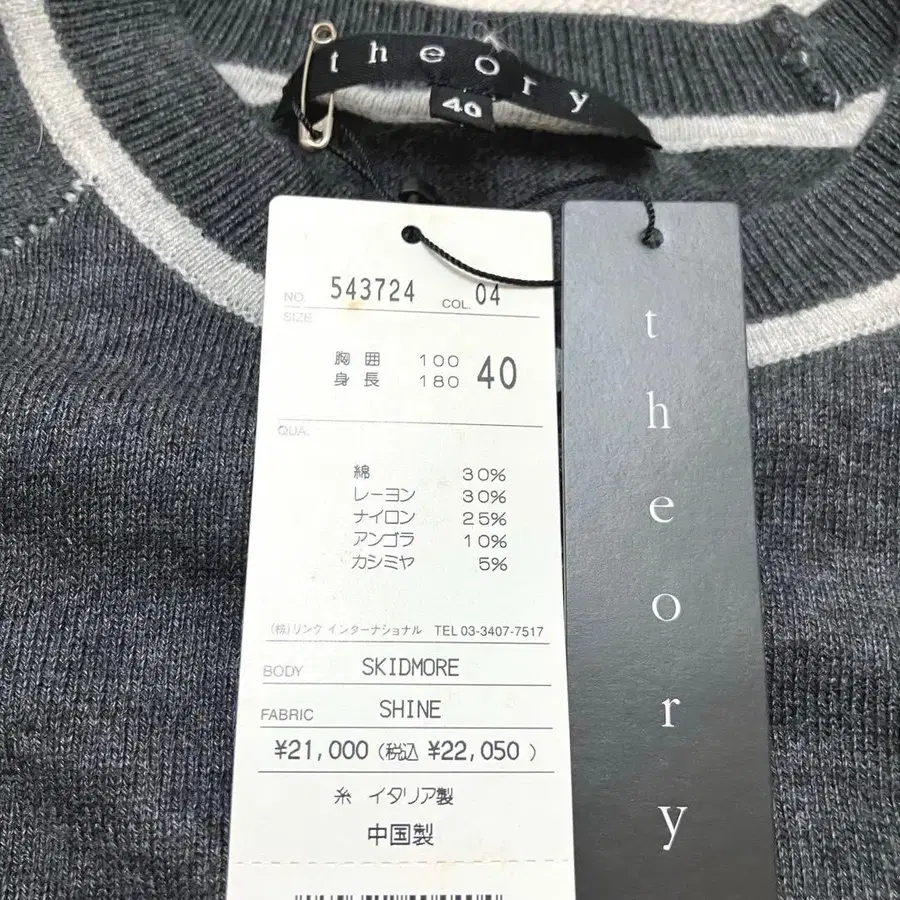 theory
40
NO. 543724 COL. 04
SIZE
胸囲 100
身長 180 40
QUA.
綿 30%
レーヨン 30%
ナイロン 25%
アンゴラ 10%
カシミヤ 5%
(株)リンク インターナショナル TEL 03-3407-7517
BODY SKIDMORE
FABRIC SHINE
¥21,000 (税込 ¥22,050)
糸 イタリア製
中国製
theory